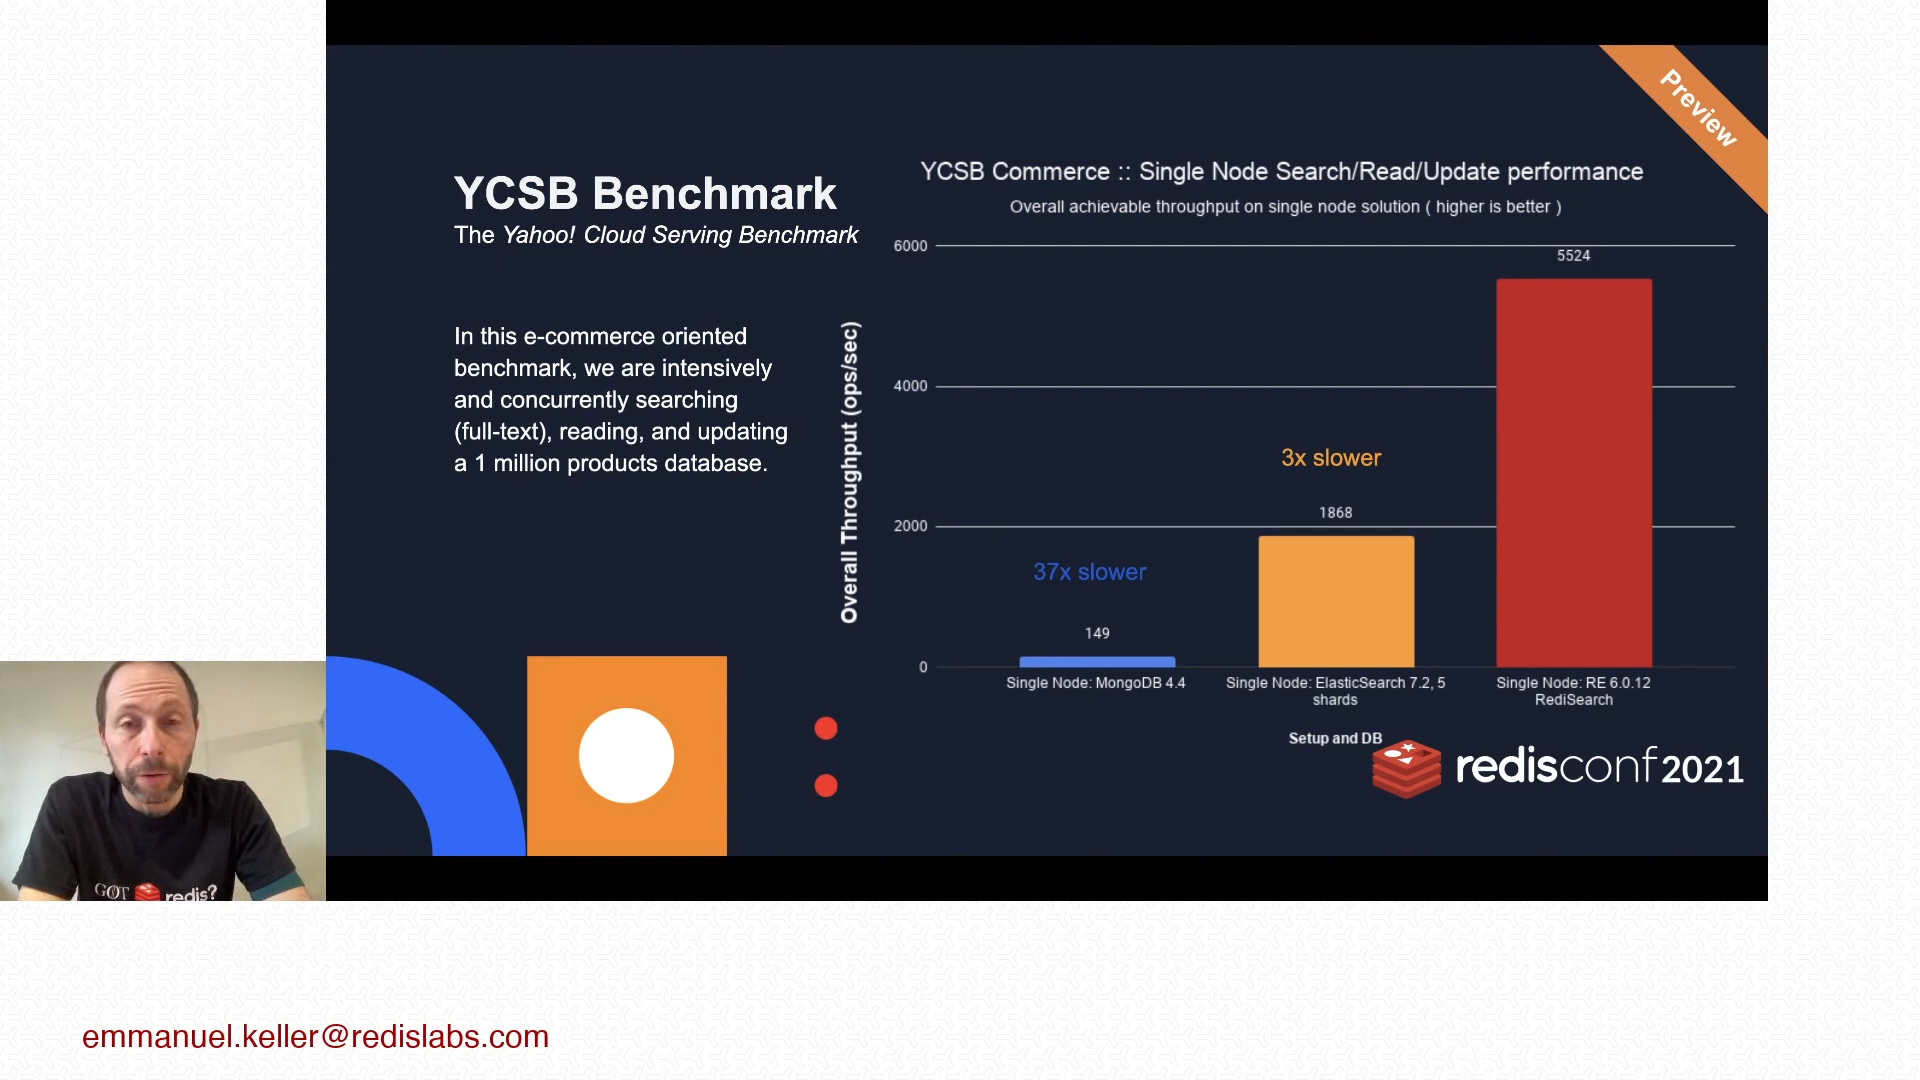 Preview
YCSB Benchmark
The Yahoo! Cloud Serving Benchmark
In this e-commerce oriented
benchmark, we are intensively
and concurrently searching
(full-text), reading, and updating
a 1 million products database.
YCSB Commerce :: Single Node Search/Read/Update performance
Overall achievable throughput on single node solution ( higher is better )
Overall Throughput (ops/sec)
6000
4000
2000
0
37x slower
149
3x slower
1868
5524
Single Node: MongoDB 4.4
Single Node: ElasticSearch 7.2, 5
shards
Single Node: RE 6.0.12
RediSearch
Setup and DB
redisconf 2021
GOT redis?
emmanuel.keller@redislabs.com